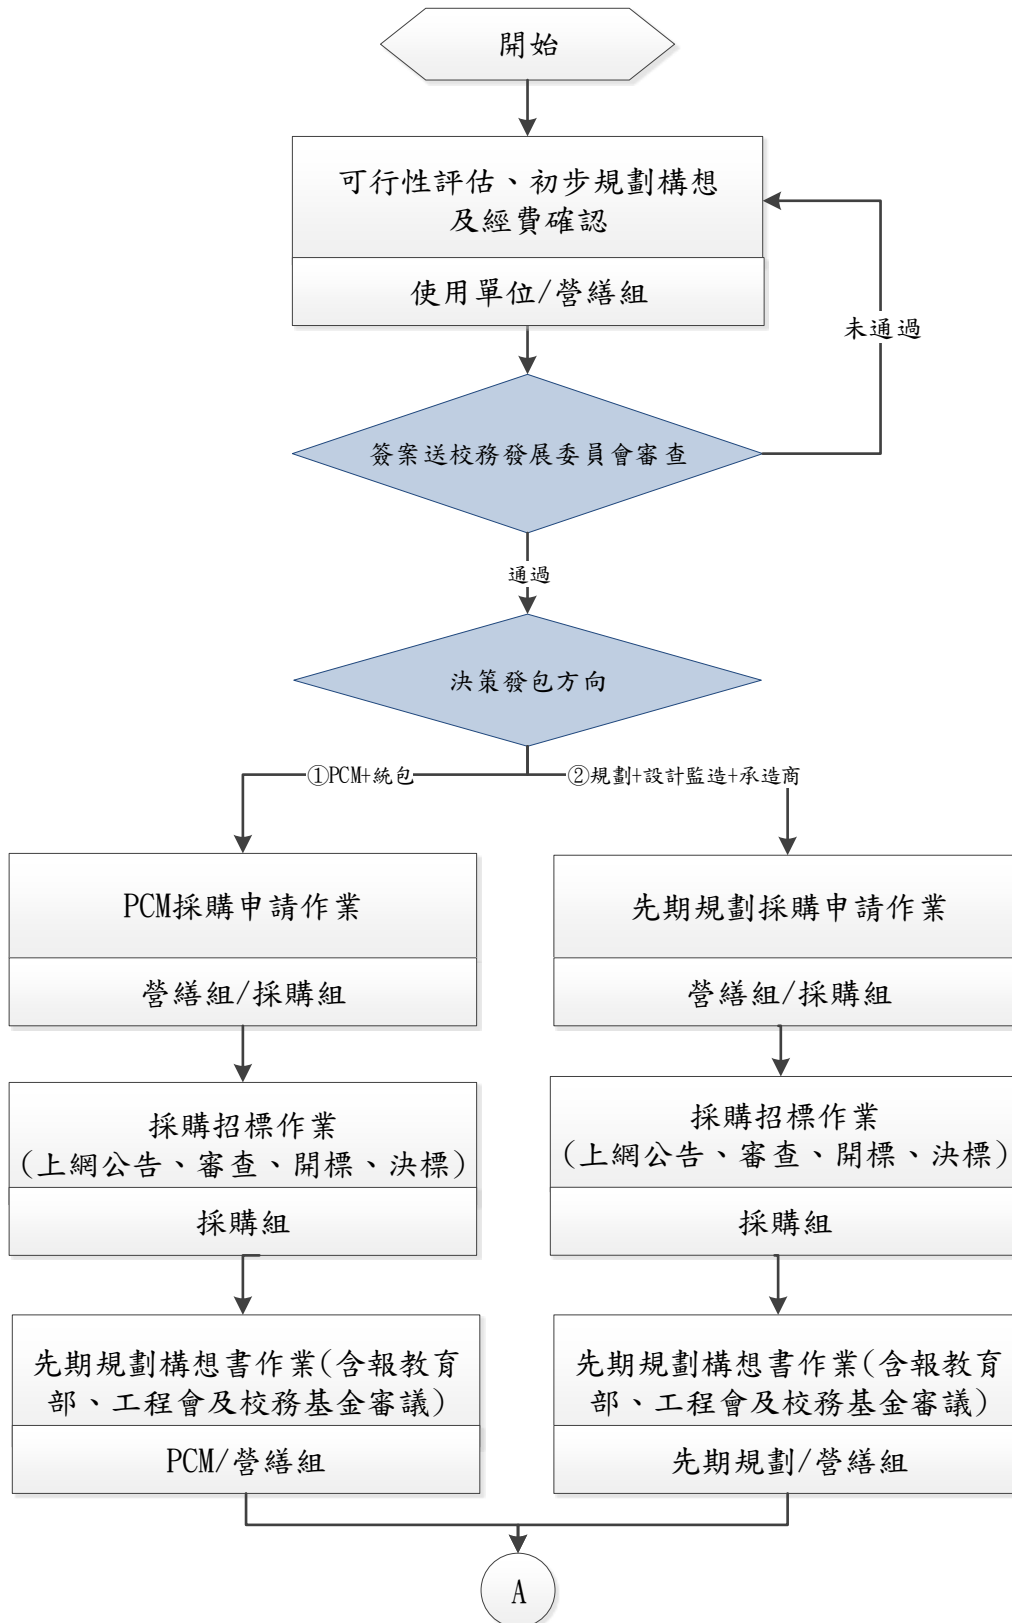 開始
可行性評估、初步規劃構想
及經費確認
使用單位/營繕組
未通過
簽案送校務發展委員會審查
通過
決策發包方向
①PCM+統包
②規劃+設計監造+承造商
PCM採購申請作業
營繕組/採購組
先期規劃採購申請作業
營繕組/採購組
採購招標作業
(上網公告、審查、開標、決標)
採購組
採購招標作業
(上網公告、審查、開標、決標)
採購組
先期規劃構想書作業(含報教育
部、工程會及校務基金審議)
PCM/營繕組
先期規劃構想書作業(含報教育
部、工程會及校務基金審議)
先期規劃/營繕組
A